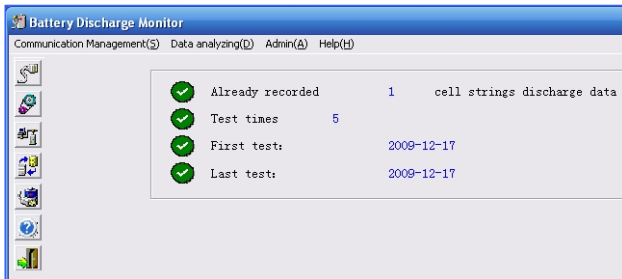 Battery Discharge Monitor
Communication Management(S) Data analyzing(D) Admin(A) Help(H)
Already recorded 1 cell strings discharge data
Test times 5
First test: 2009-12-17
Last test: 2009-12-17